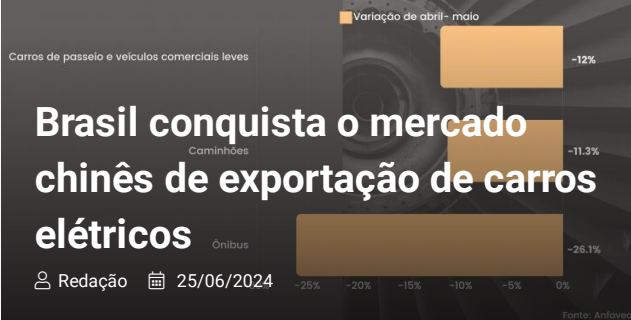 Variação de abril- maio
Carros de passeio e veículos comerciais leves
-12%
Brasil conquista o mercado
Caminhões
-11.3%
chinês de exportação de carros
elétricos
Ônibus
-26.1%
Redação 25/06/2024
-25% -20% -15% -10% -5% 0%
Fonte: Anfavea